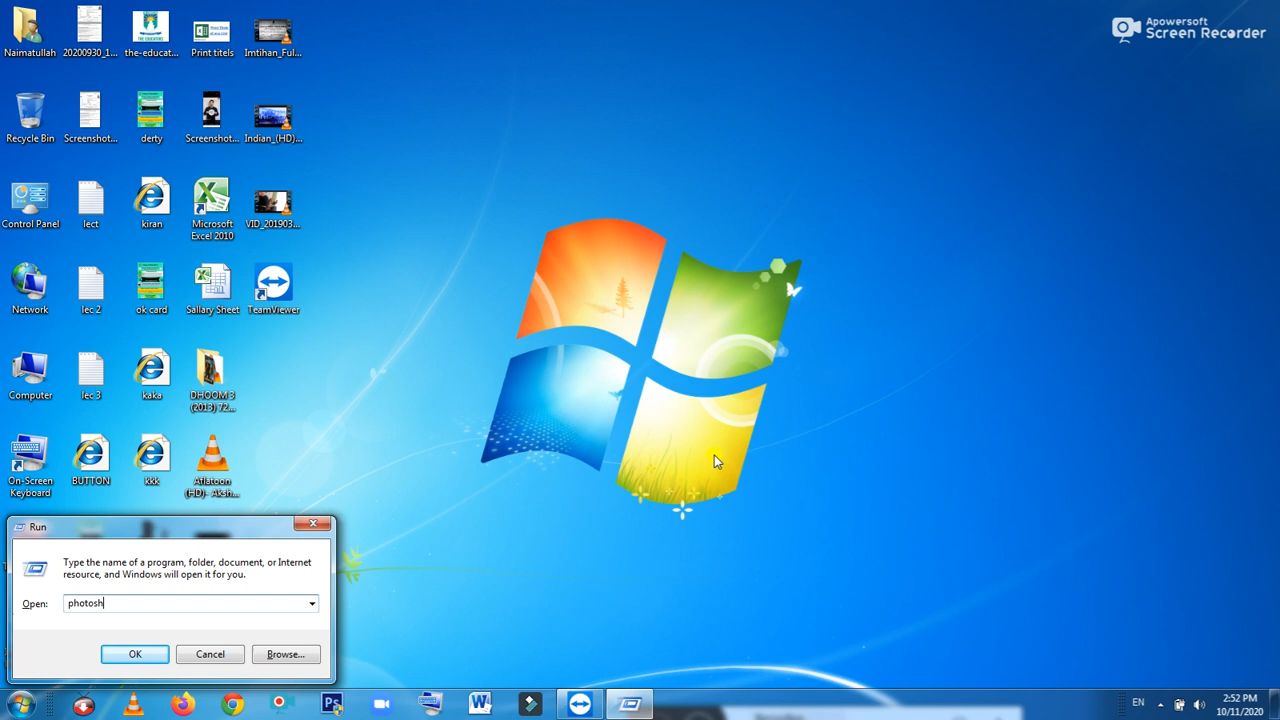 Apowersoft
Screen Recorder
Naimatullah
20200930_1...
the-educat...
Print titels
Imtihan_Ful...
Recycle Bin
Screenshot...
derty
Screenshot...
Indian_(HD)...
Control Panel
lect
kiran
Microsoft
Excel 2010
VID_201903...
Network
lec 2
ok card
Sallary Sheet
TeamViewer
Computer
lec 3
kaka
DHOOM 3
(2013) 72...
On-Screen
Keyboard
BUTTON
kkk
Aflatoon
(HD)- Aksh...
Run
Type the name of a program, folder, document, or Internet
resource, and Windows will open it for you.
Open:
photosh
OK
Cancel
Browse...
EN
2:52 PM
10/11/2020